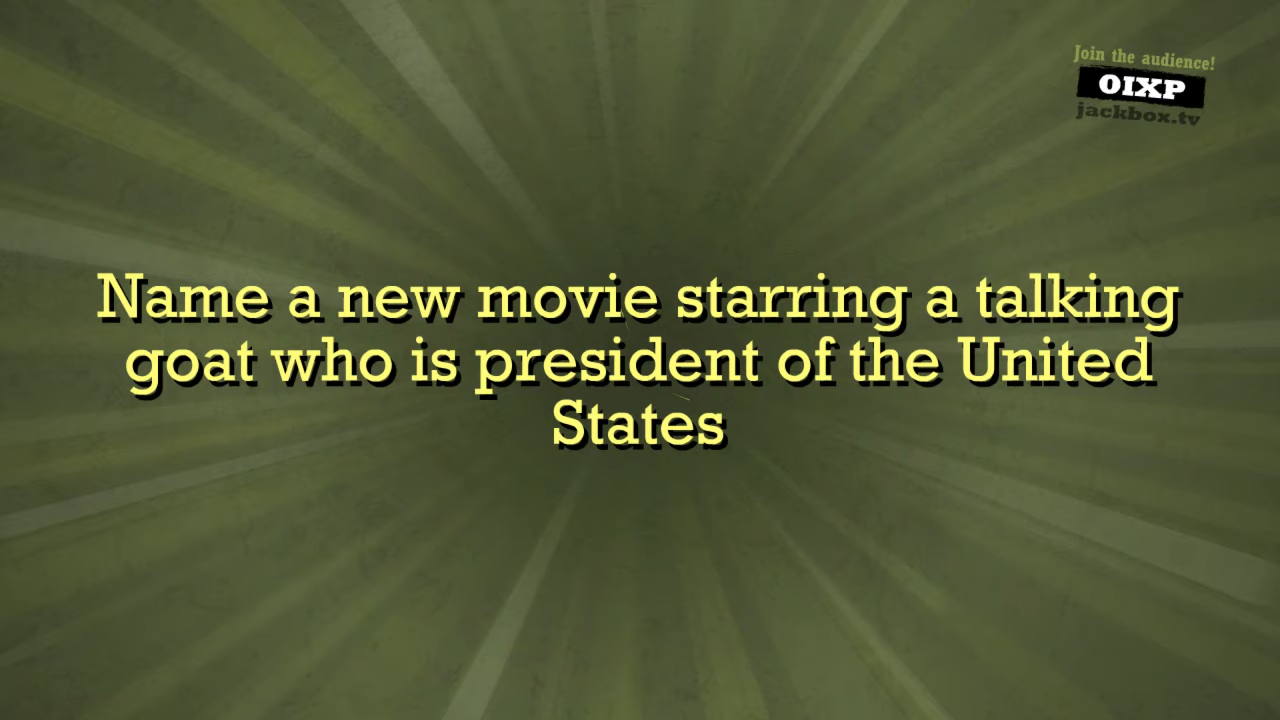 Join the audience!
OIXP
jackbox.tv
Name a new movie starring a talking
goat who is president of the United
States